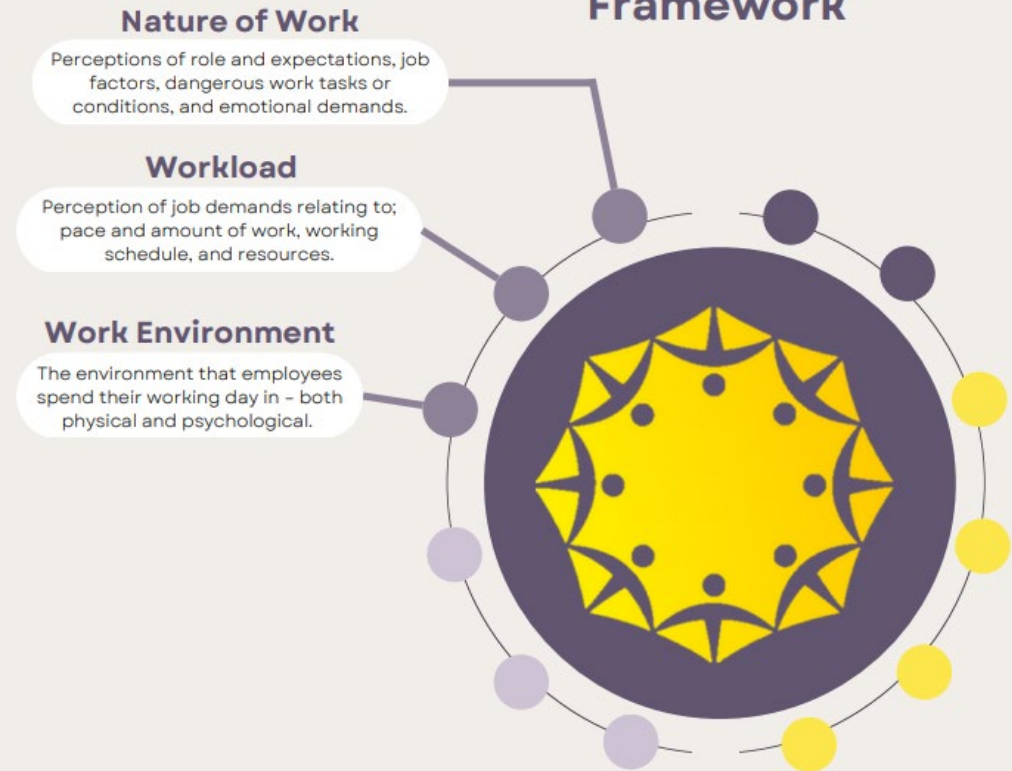 Framework
Nature of Work
Perceptions of role and expectations, job
factors, dangerous work tasks or
conditions, and emotional demands.
Workload
Perception of job demands relating to;
pace and amount of work, working
schedule, and resources.
Work Environment
The environment that employees
spend their working day in – both
physical and psychological.